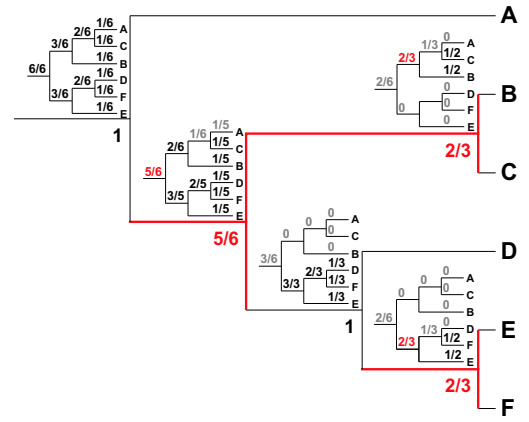 A
1/6 A
2/6
3/6 1/6 C
1/6 B
6/6
1/6 D
2/6
3/6 1/6 F
1/6 E
1
0 A
1/3
2/3 1/2 C
1/2 B
2/6
0 D
0
0 0 F
0 E
B
2/3
C
1/5 A
1/6
2/6 1/5 C
1/5 B
5/6
1/5 D
2/5
3/5 1/5 F
1/5 E
5/6
0 A
0
0 0 C
0 B
3/6
1/3 D
2/3
3/3 1/3 F
1/3 E
1
D
0 A
0
0 0 C
0 B
2/6
0 D
1/3
2/3 1/2 F
1/2 E
E
2/3
F